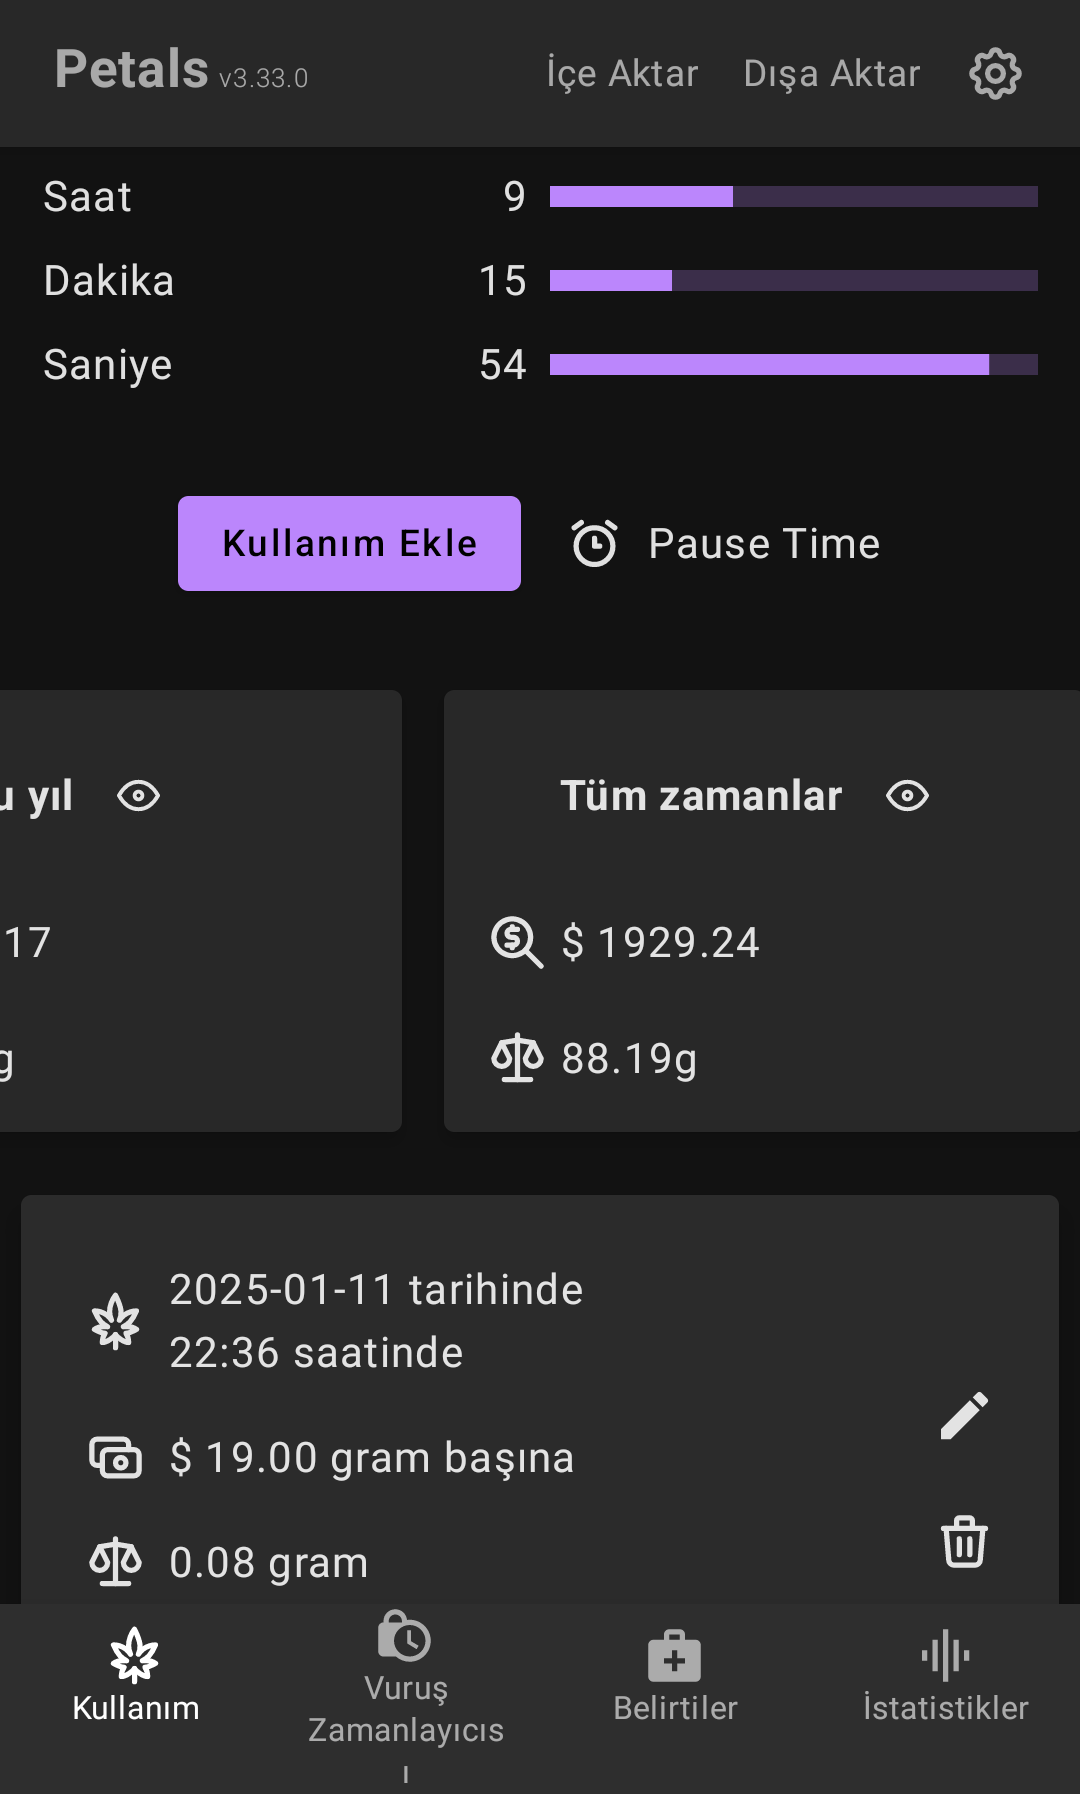 Petals v3.33.0 İçe Aktar Dışa Aktar
Saat 9
Dakika 15
Saniye 54
Kullanım Ekle Pause Time
u yıl Tüm zamanlar
17 $ 1929.24
g 88.19g
2025-01-11 tarihinde
22:36 saatinde
$ 19.00 gram başına
0.08 gram
Kullanım
Vuruş
Zamanlayıcıs
ı
Belirtiler
İstatistikler